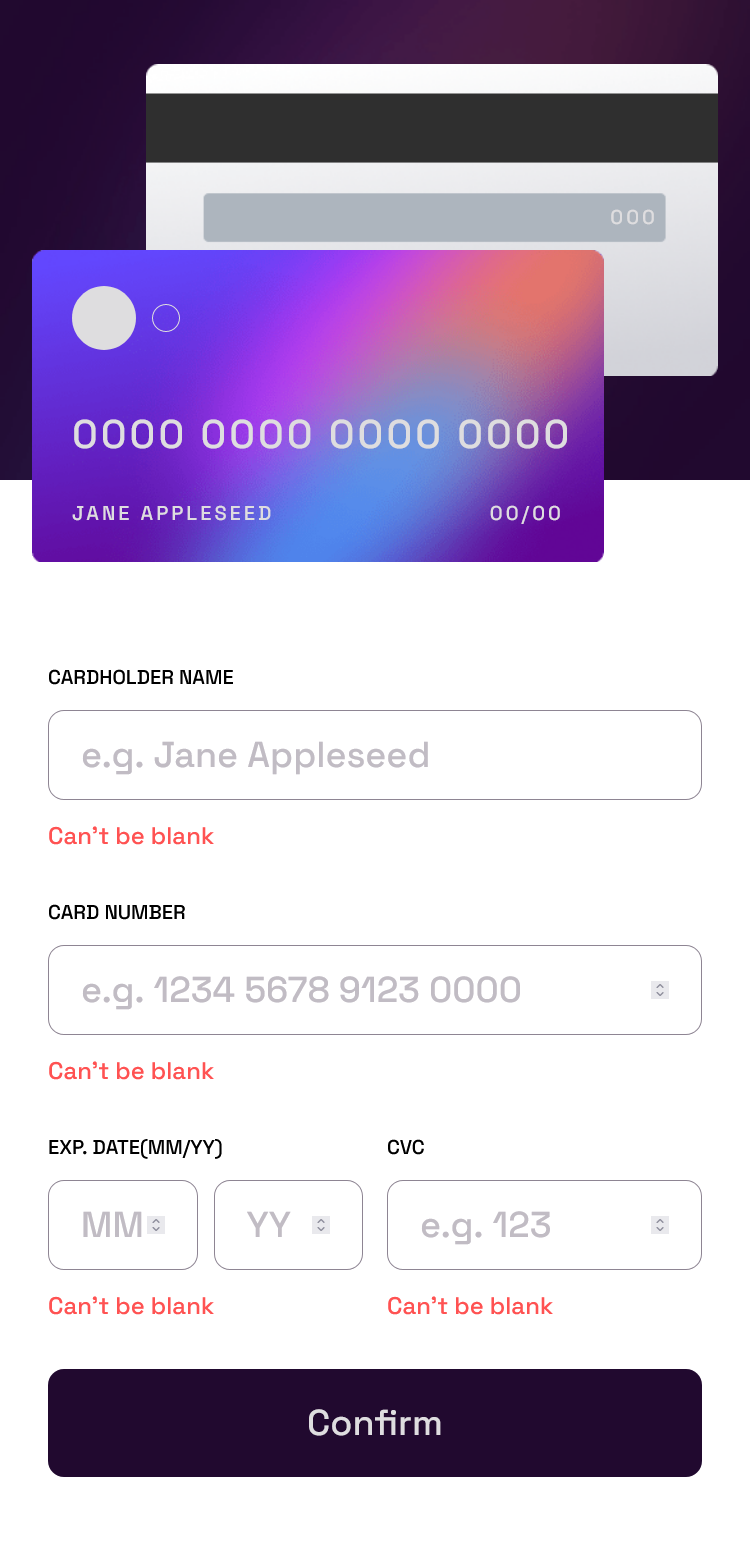 000
0000 0000 0000 0000
JANE APPLESEED 00/00
CARDHOLDER NAME
e.g. Jane Appleseed
Can't be blank
CARD NUMBER
e.g. 1234 5678 9123 0000
Can't be blank
EXP. DATE(MM/YY) CVC
MM YY e.g. 123
Can't be blank Can't be blank
Confirm